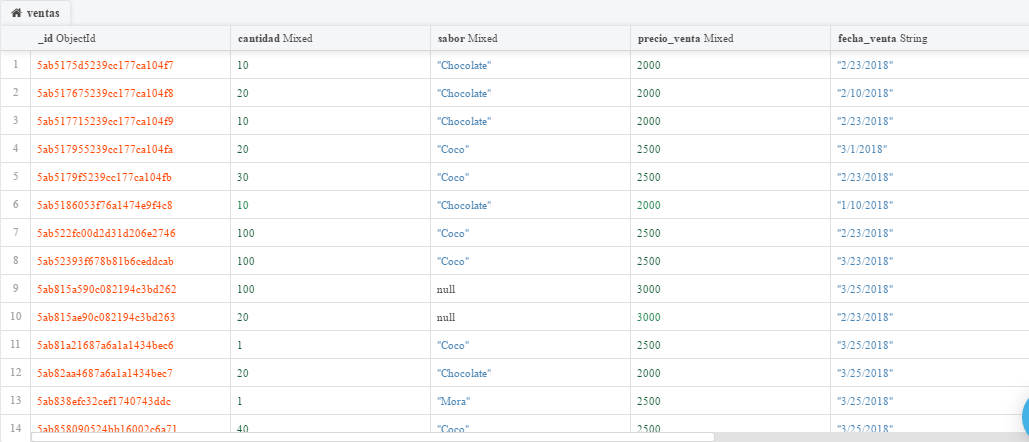 ventas
_id ObjectId cantidad Mixed sabor Mixed precio_venta Mixed fecha_venta String
1 5ab5175d5239cc177ca104f7 10 "Chocolate" 2000 "2/23/2018"
2 5ab517675239cc177ca104f8 20 "Chocolate" 2000 "2/10/2018"
3 5ab517715239cc177ca104f9 10 "Chocolate" 2000 "2/23/2018"
4 5ab517955239cc177ca104fa 20 "Coco" 2500 "3/1/2018"
5 5ab5179f5239cc177ca104fb 30 "Coco" 2500 "2/23/2018"
6 5ab5186053f76a1474e9f4c8 10 "Chocolate" 2000 "1/10/2018"
7 5ab522fc00d2d31d206e2746 100 "Coco" 2500 "2/23/2018"
8 5ab52393f678b81b6ceddcab 100 "Coco" 2500 "3/23/2018"
9 5ab815a590c082194c3bd262 100 null 3000 "3/25/2018"
10 5ab815ae90c082194c3bd263 20 null 3000 "2/23/2018"
11 5ab81a21687a6a1a1434bec6 1 "Coco" 2500 "3/25/2018"
12 5ab82aa4687a6a1a1434bec7 20 "Chocolate" 2000 "3/25/2018"
13 5ab838efc32cef1740743ddc 1 "Mora" 2500 "3/25/2018"
14 5ab858090524bb16002c6a71 40 "Coco" 2500 "3/25/2018"